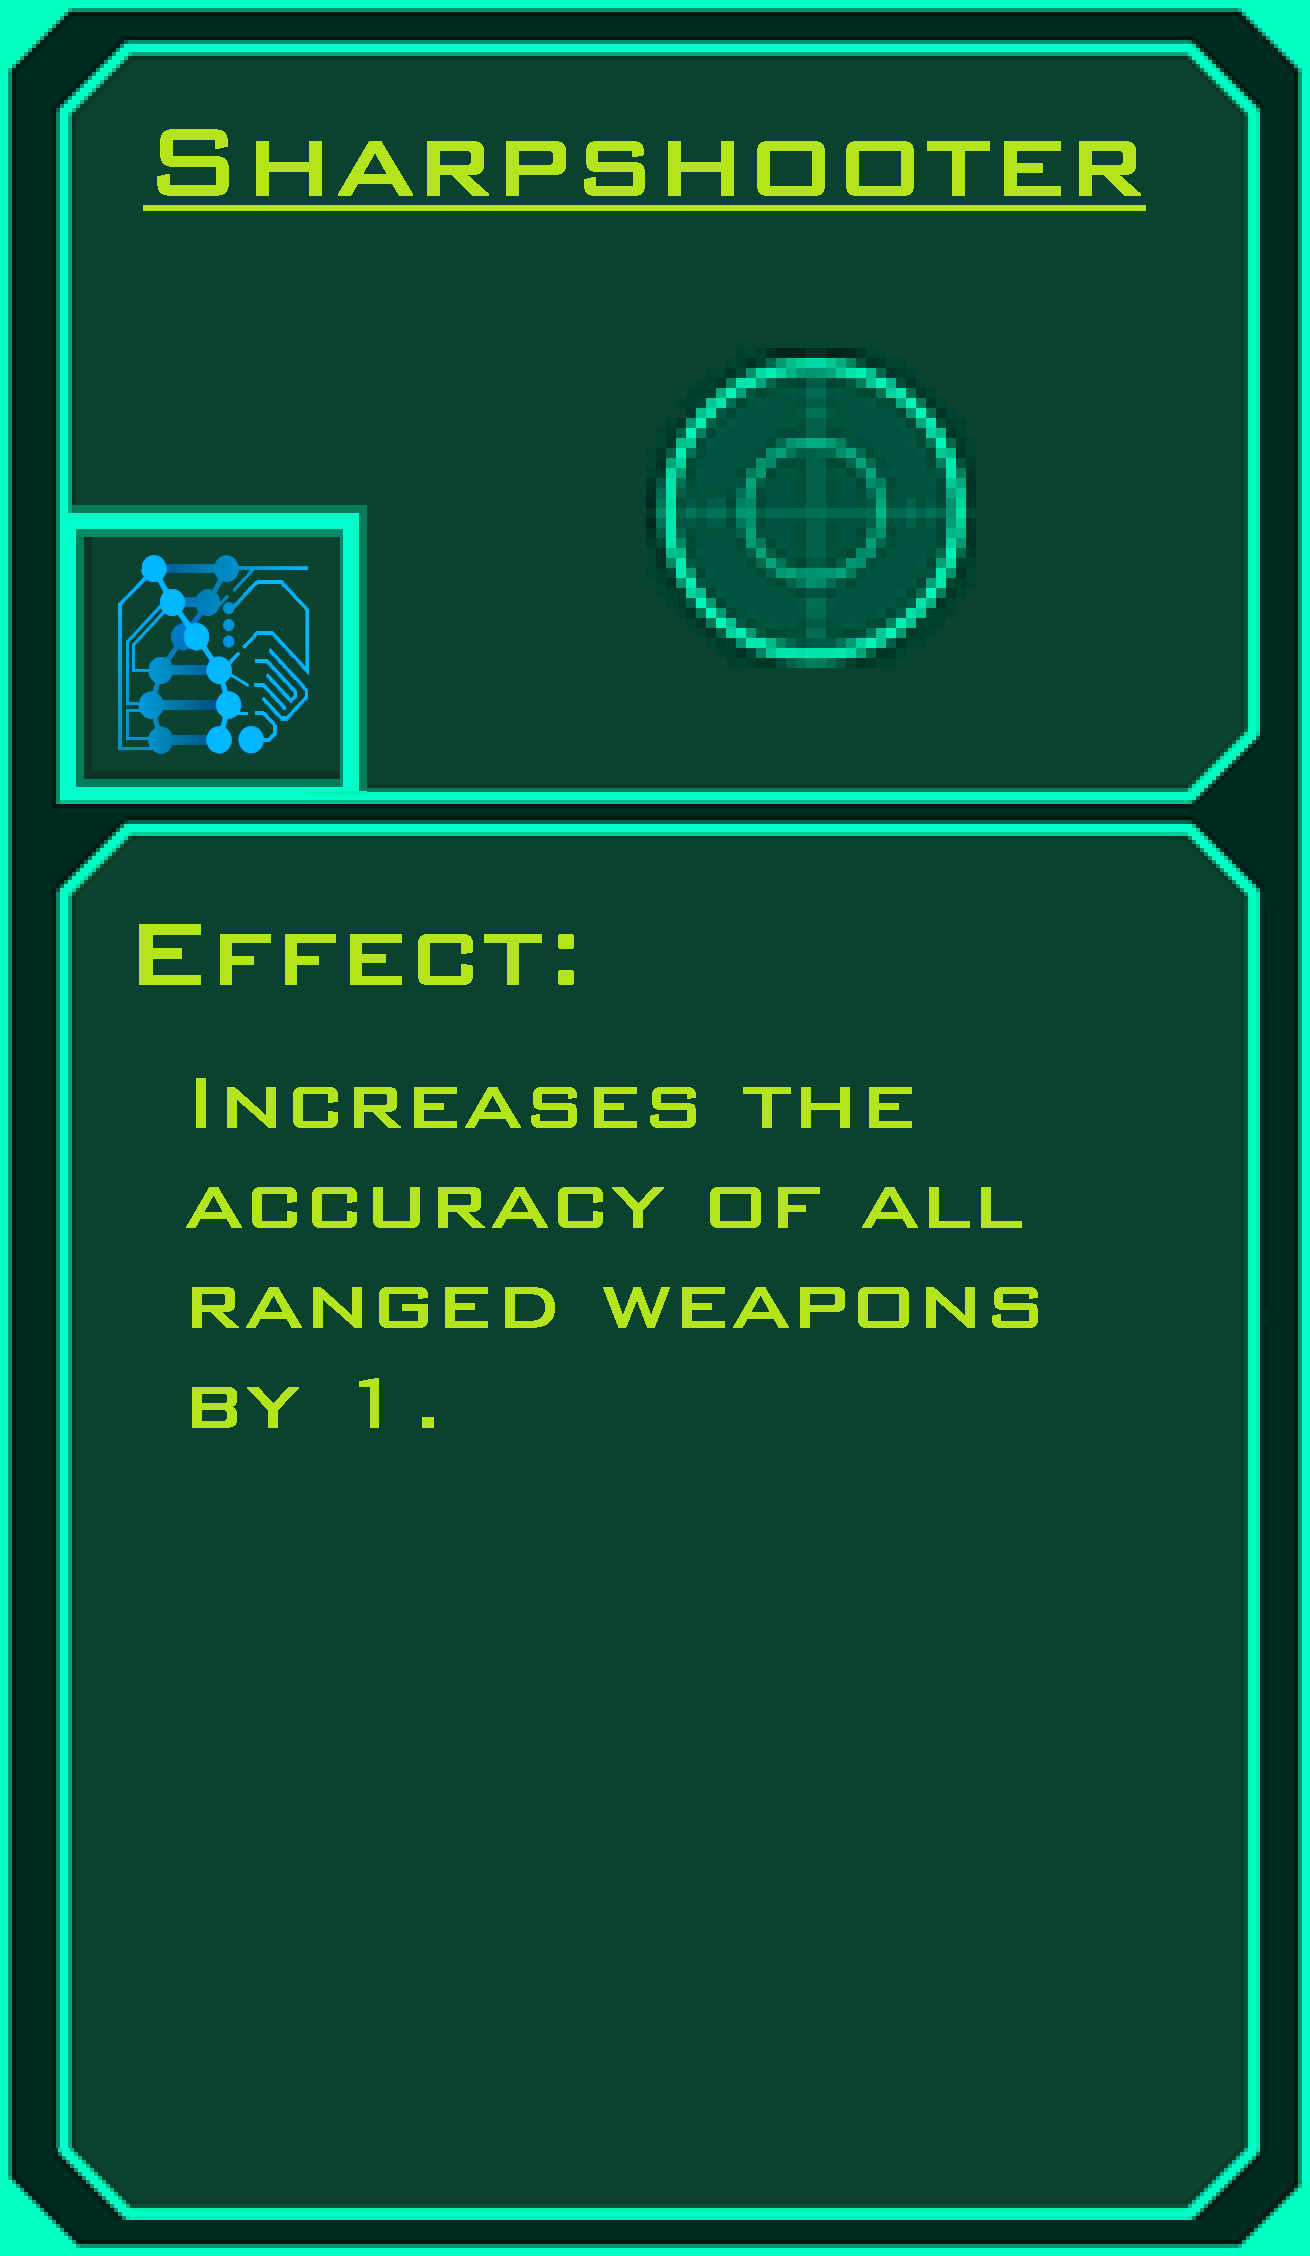 Sharpshooter
Effect:
Increases the
accuracy of all
ranged weapons
by 1.